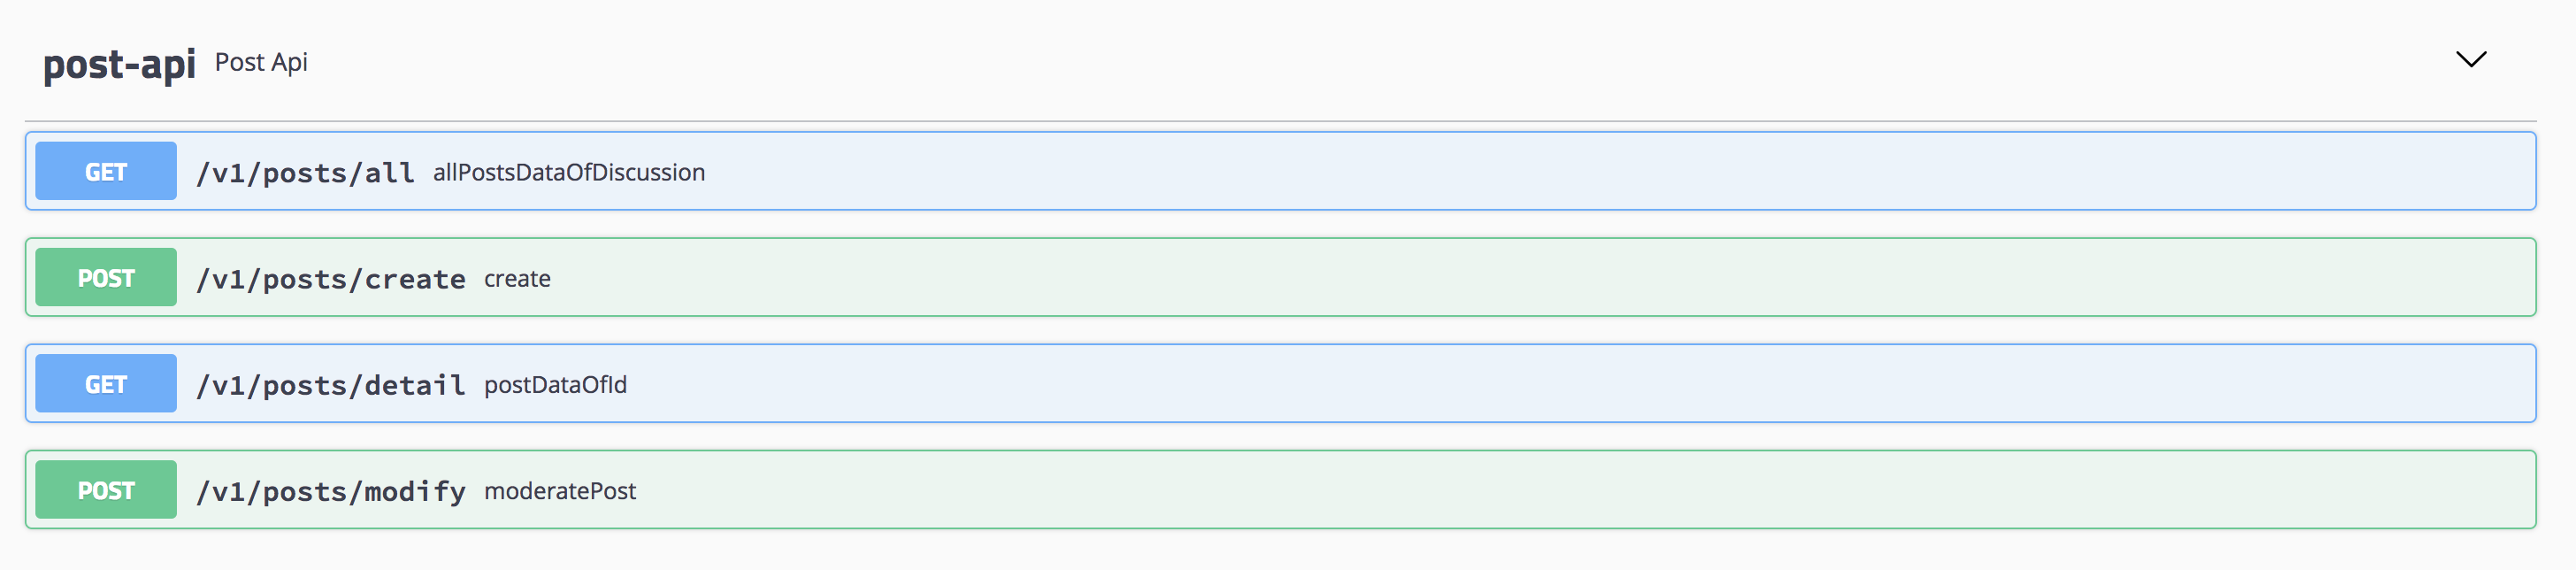 post-api Post Api
GET /v1/posts/all allPostsDataOfDiscussion
POST /v1/posts/create create
GET /v1/posts/detail postDataOfId
POST /v1/posts/modify moderatePost